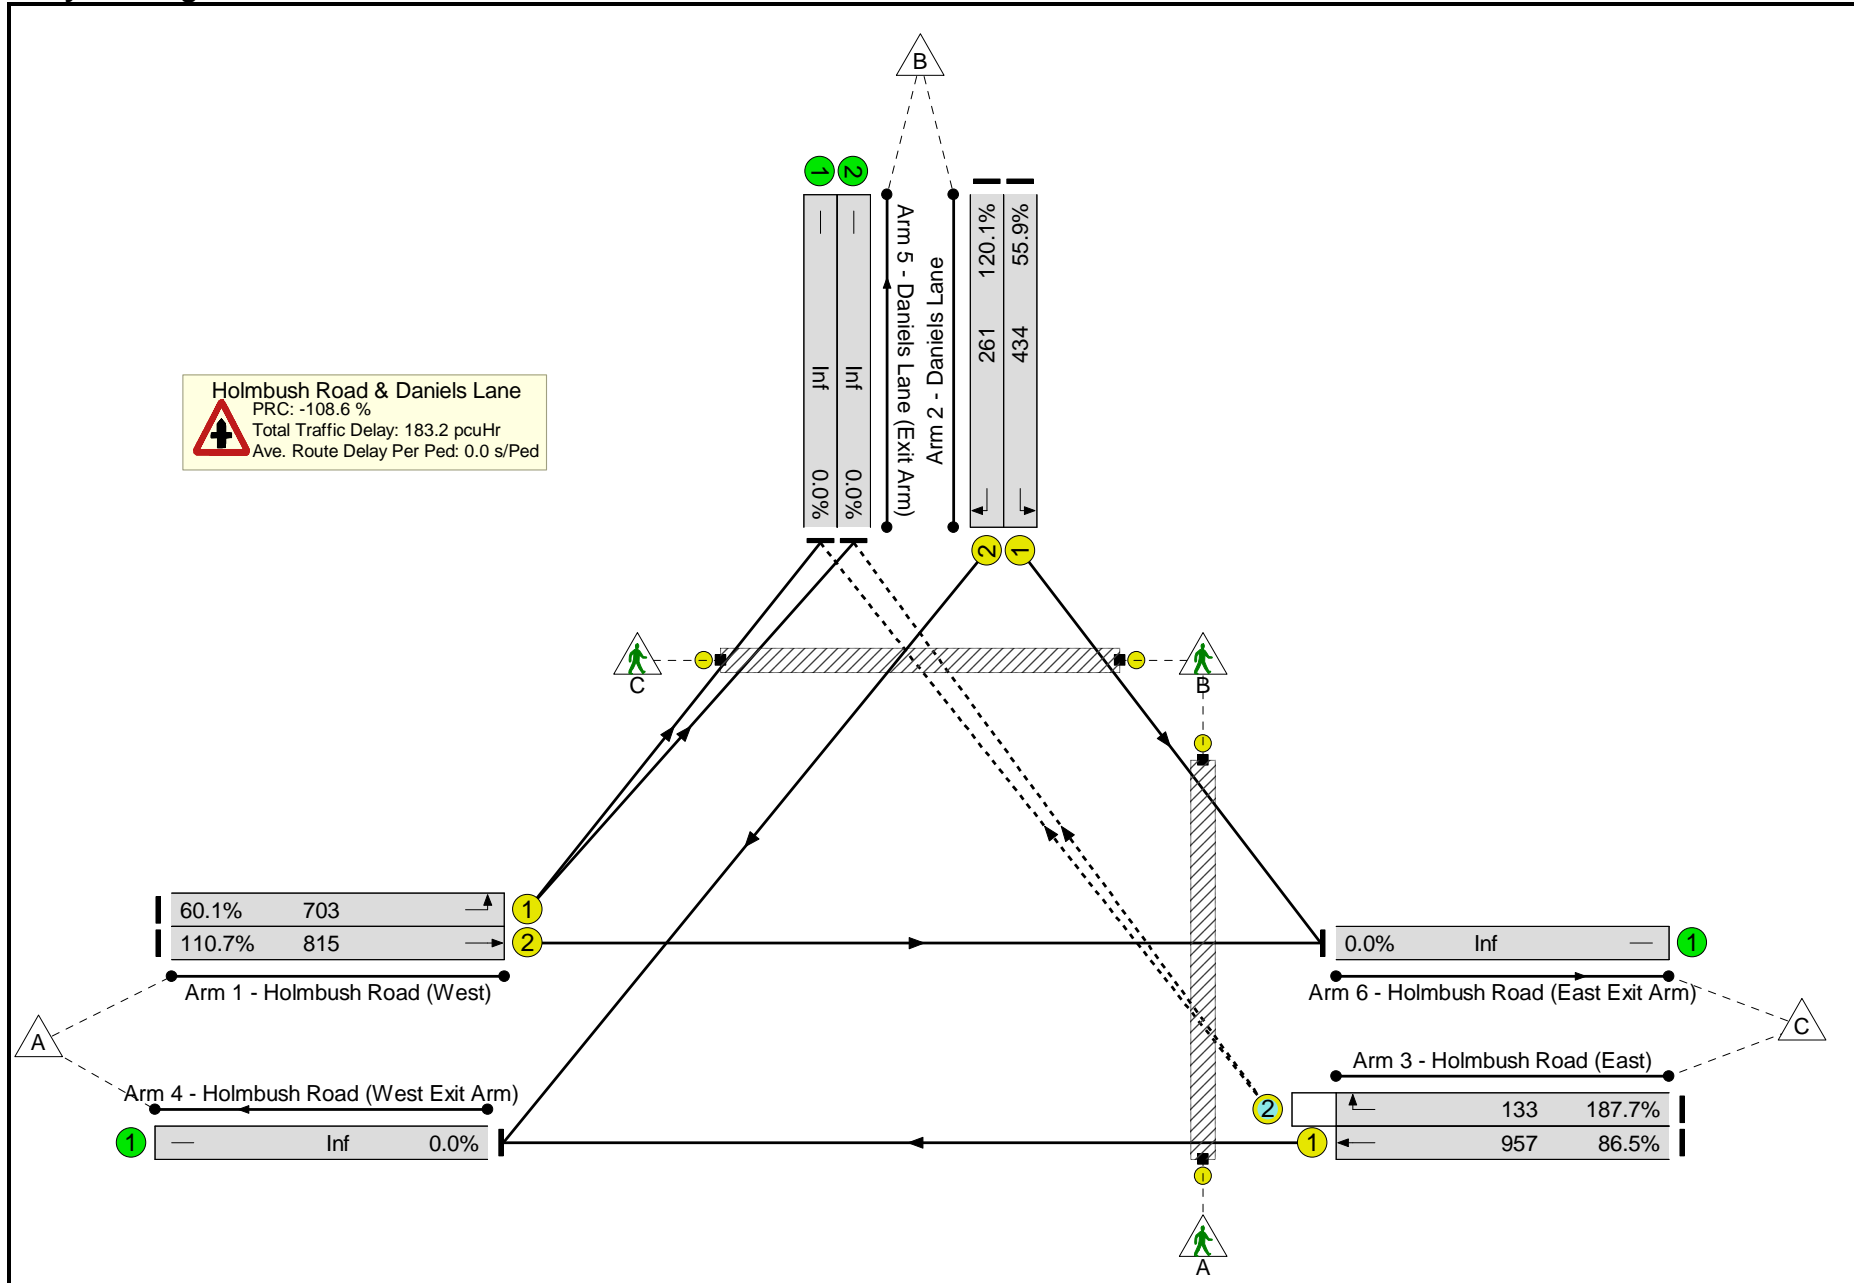 B
1
2
—
—
Inf
Inf
0.0%
0.0%
Arm 5 - Daniels Lane (Exit Arm)
Arm 2 - Daniels Lane
120.1%
55.9%
261
434
2
1
Holmbush Road & Daniels Lane
PRC: -108.6 %
Total Traffic Delay: 183.2 pcuHr
Ave. Route Delay Per Ped: 0.0 s/Ped
C
B
60.1% 703
1
110.7% 815
2
Arm 1 - Holmbush Road (West)
A
Arm 4 - Holmbush Road (West Exit Arm)
1
— Inf 0.0%
0.0% Inf —
1
Arm 6 - Holmbush Road (East Exit Arm)
C
Arm 3 - Holmbush Road (East)
2
133 187.7%
1
957 86.5%
A